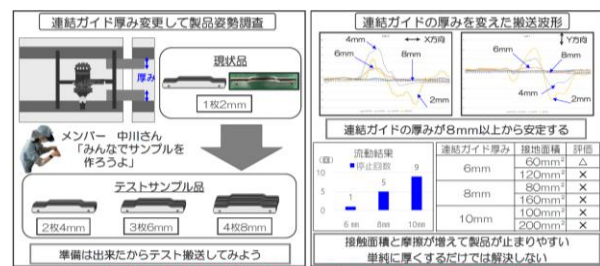 連結ガイド厚み変更して製品姿勢調査
厚み
現状品
1枚2mm
メンバー 中川さん
「みんなでサンプルを
作ろうよ」
テストサンプル品
2枚4mm
3枚6mm
4枚8mm
準備は出来たからテスト搬送してみよう
連結ガイドの厚みを変えた搬送波形
X方向
4mm
6mm
8mm
2mm
Y方向
6mm
8mm
4mm
2mm
連結ガイドの厚みが8mm以上から安定する
流動結果
(回)
停止回数
10
5
0
1
5
9
6mm
8mm
10mm
連結ガイド厚み 接地面積 評価
6mm 60mm² △
120mm² ×
8mm 80mm² ×
160mm² ×
10mm 100mm² ×
200mm² ×
接触面積と摩擦が増えて製品が止まりやすい
単純に厚くするだけでは解決しない